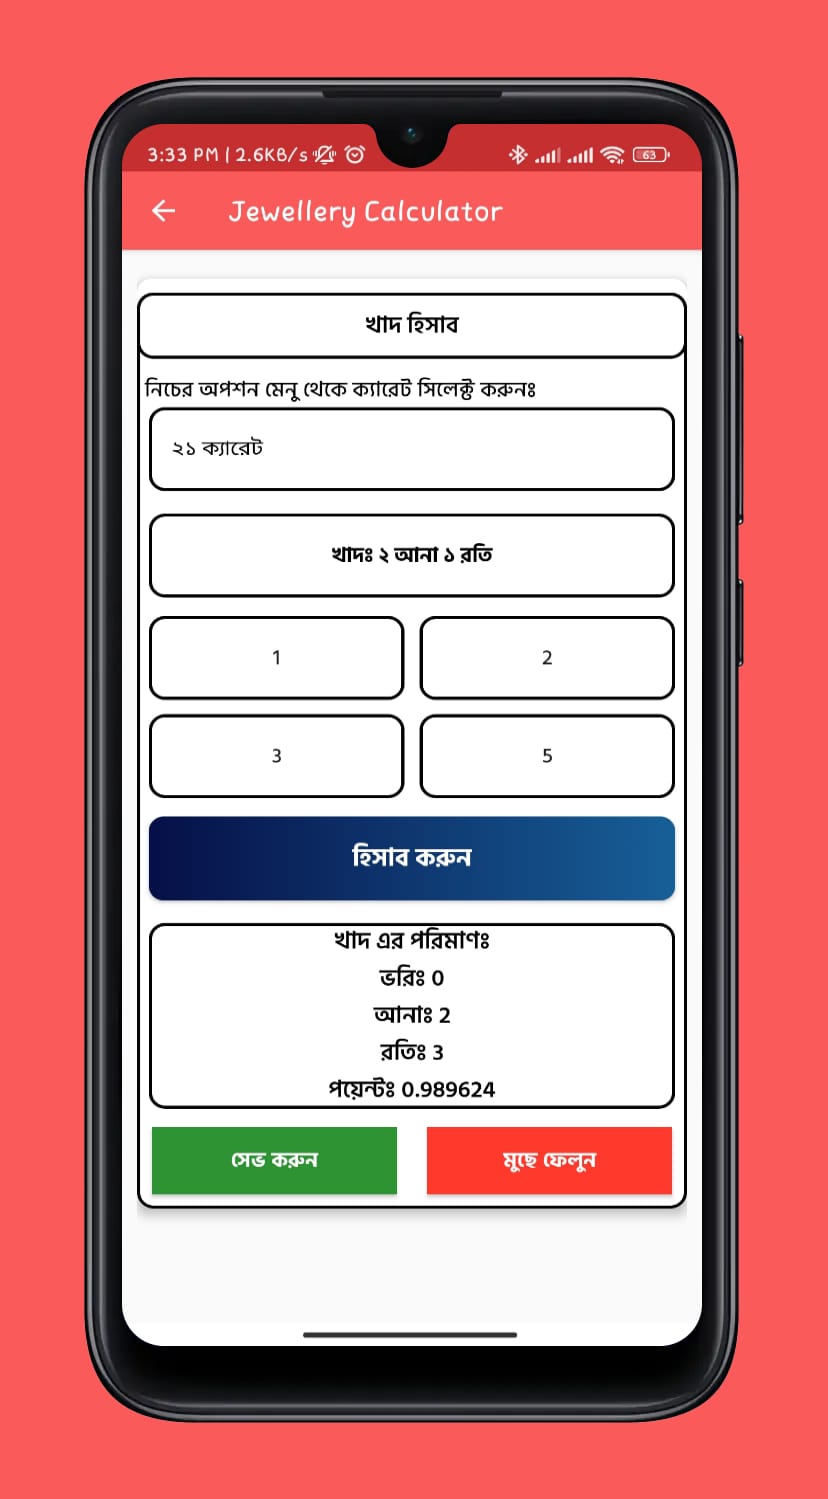 3:33 PM | 2.6KB/s
63
Jewellery Calculator
খাদ হিসাব
নিচের অপশন মেনু থেকে ক্যারেট সিলেক্ট করুনঃ
২১ ক্যারেট
খাদঃ ২ আনা ১ রতি
1
2
3
5
হিসাব করুন
খাদ এর পরিমাণঃ
ভরিঃ 0
আনাঃ 2
রতিঃ 3
পয়েন্টঃ 0.989624
সেভ করুন
মুছে ফেলুন